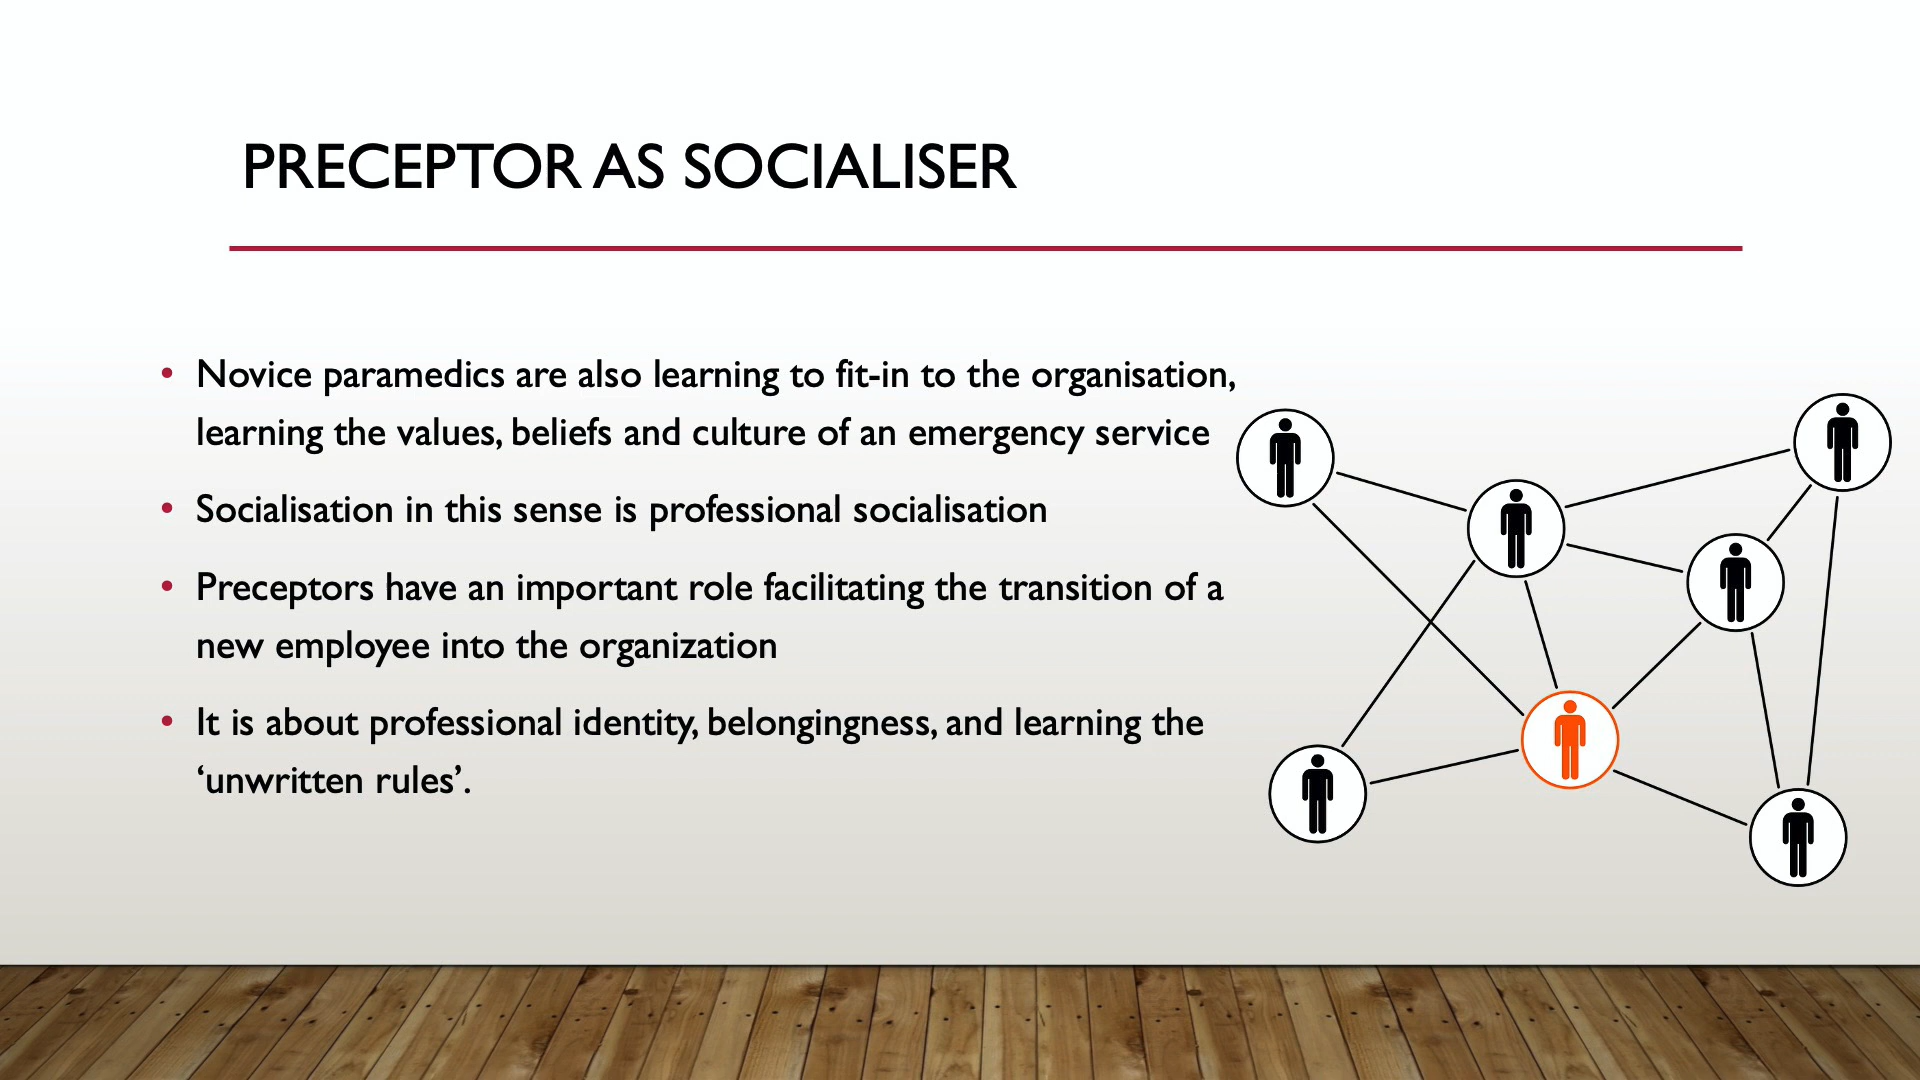 PRECEPTOR AS SOCIALISER
• Novice paramedics are also learning to fit-in to the organisation,
learning the values, beliefs and culture of an emergency service
• Socialisation in this sense is professional socialisation
• Preceptors have an important role facilitating the transition of a
new employee into the organization
• It is about professional identity, belongingness, and learning the
‘unwritten rules’.